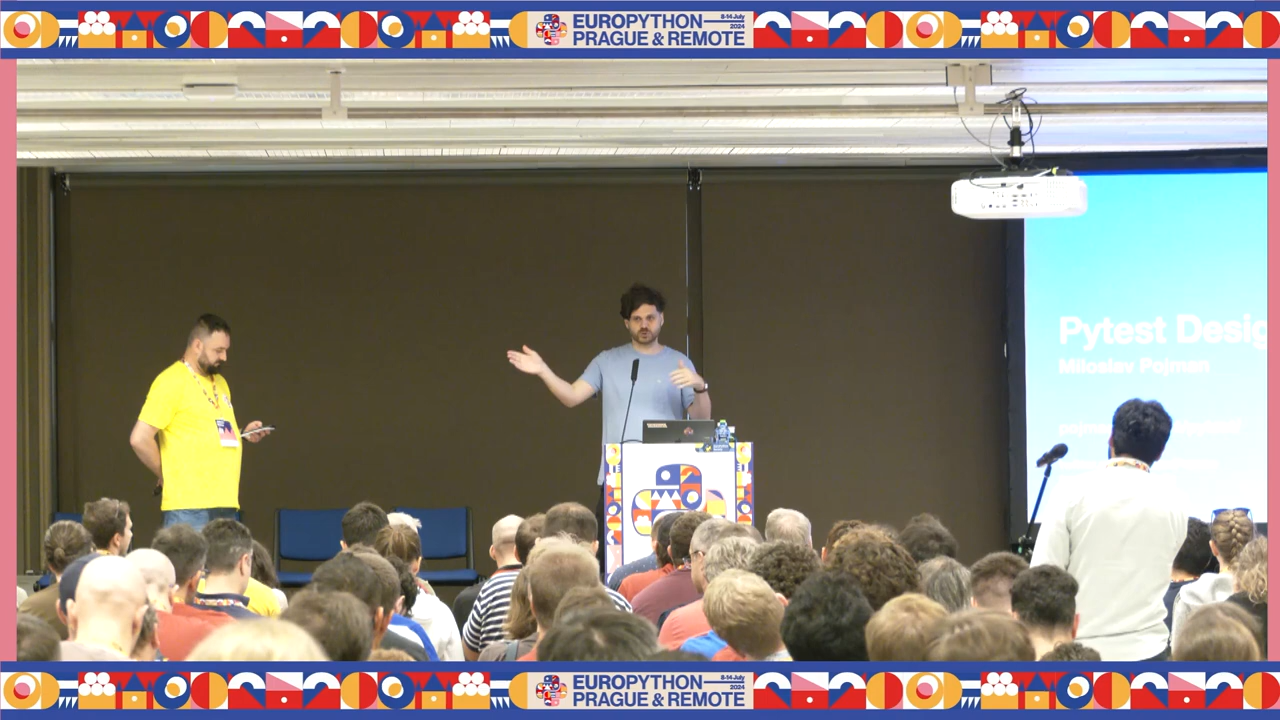 EUROPYTHON
8-14 July
2024
PRAGUE & REMOTE
Pytest Desig
Miloslav Pojman
EUROPYTHON
8-14 July
2024
PRAGUE & REMOTE